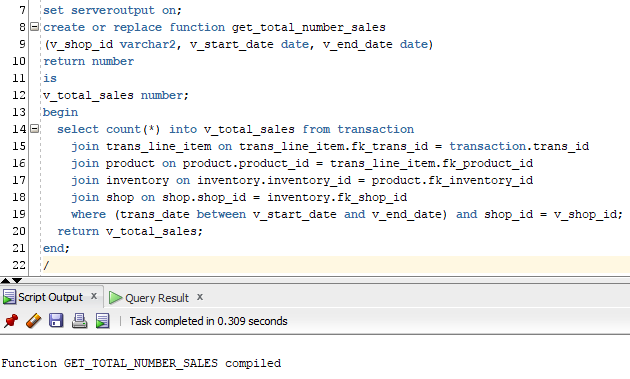 7 set serveroutput on;
8 create or replace function get_total_number_sales
9 (v_shop_id varchar2, v_start_date date, v_end_date date)
10 return number
11 is
12 v_total_sales number;
13 begin
14 select count(*) into v_total_sales from transaction
15 join trans_line_item on trans_line_item.fk_trans_id = transaction.trans_id
16 join product on product.product_id = trans_line_item.fk_product_id
17 join inventory on inventory.inventory_id = product.fk_inventory_id
18 join shop on shop.shop_id = inventory.fk_shop_id
19 where (trans_date between v_start_date and v_end_date) and shop_id = v_shop_id;
20 return v_total_sales;
21 end;
22 /
Script Output x Query Result x
Task completed in 0.309 seconds
Function GET_TOTAL_NUMBER_SALES compiled